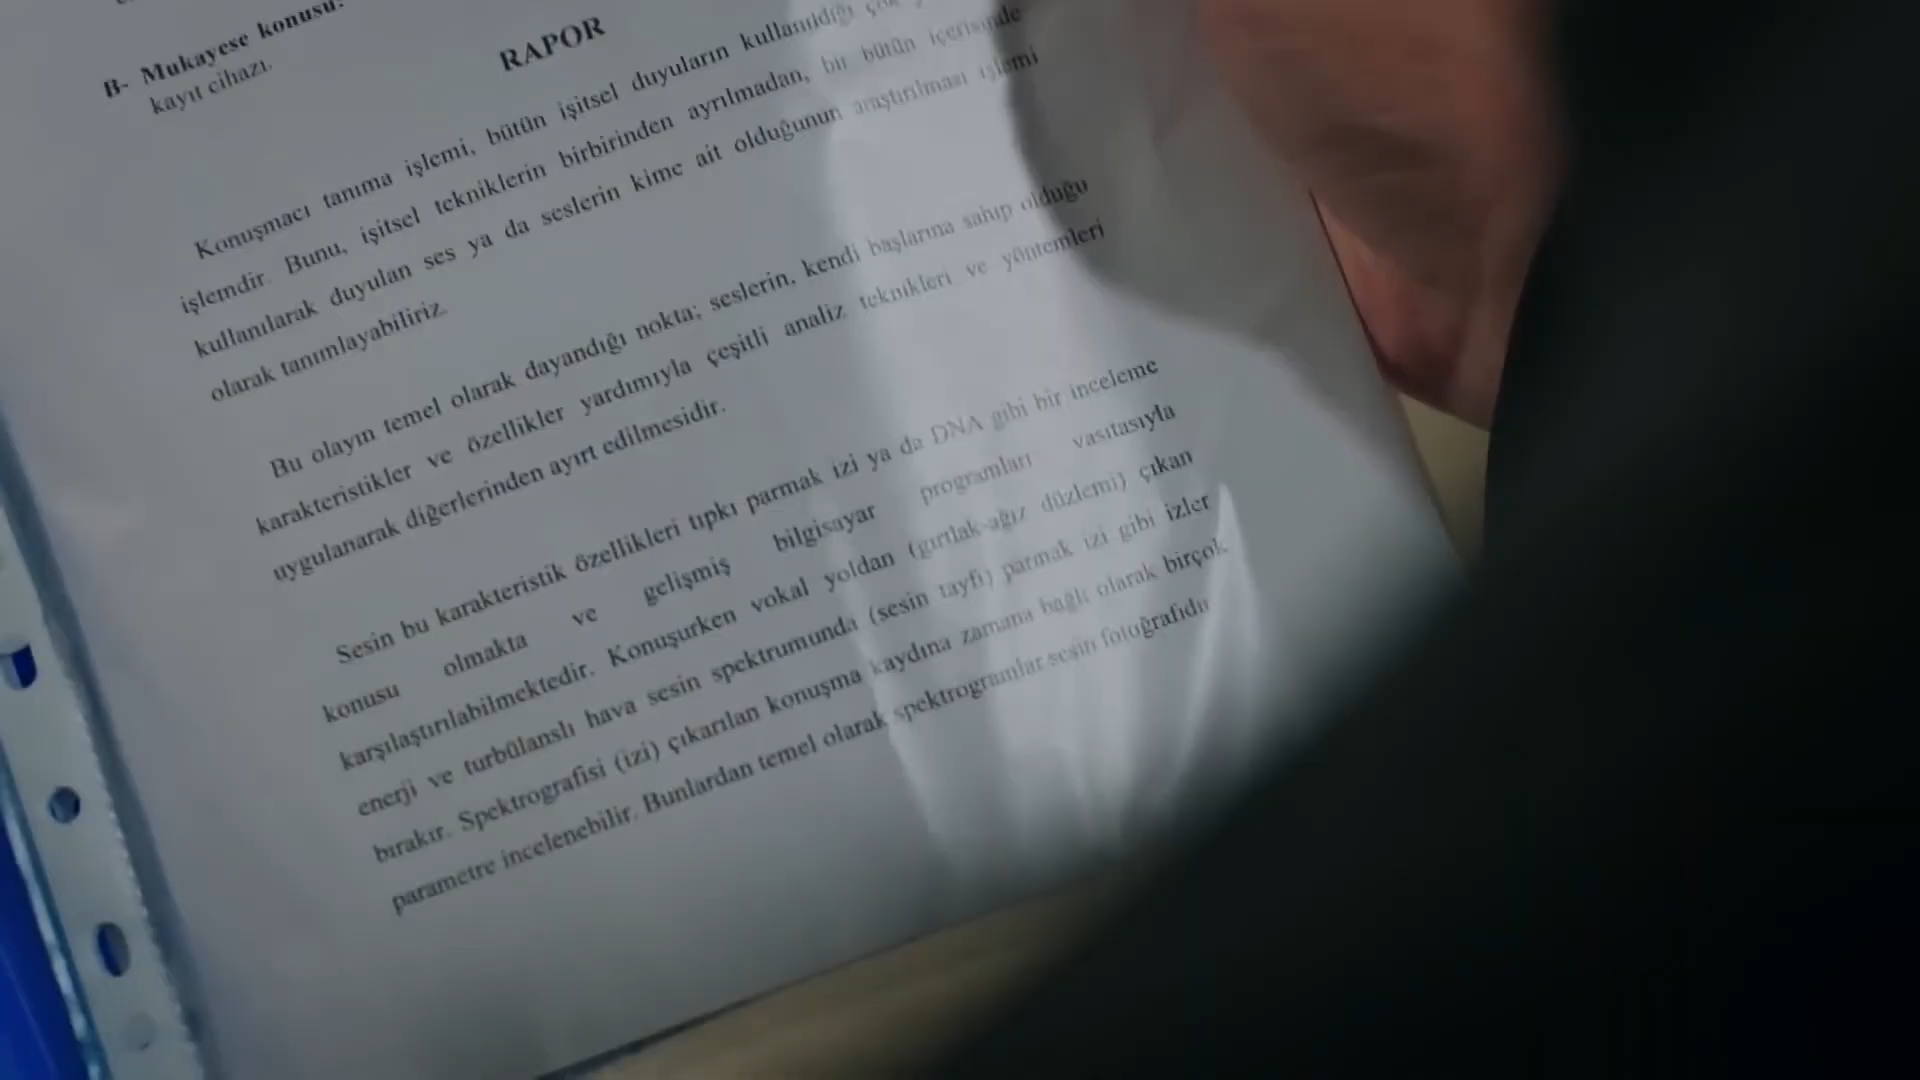 B- Mukayese konusu:
kayıt cihazı.
RAPOR
Konuşmacı tanıma işlemi, bütün işitsel duyuların kullanıldığı çok
işlemdir. Bunu, işitsel tekniklerin birbirinden ayrılmadan, bir bütün içerisinde
kullanılarak duyulan ses ya da seslerin kime ait olduğunun araştırılması işlemi
olarak tanımlayabiliriz.
Bu olayın temel olarak dayandığı nokta; seslerin, kendi başlarına sahip olduğu
karakteristikler ve özellikler yardımıyla çeşitli analiz teknikleri ve yöntemleri
uygulanarak diğerlerinden ayırt edilmesidir.
Sesin bu karakteristik özellikleri tıpkı parmak izi ya da DNA gibi bir inceleme
konusu olmakta ve gelişmiş bilgisayar programları vasıtasıyla
karşılaştırılabilmektedir. Konuşurken vokal yoldan (gırtlak-ağız düzlemi) çıkan
enerji ve turbülanslı hava sesin spektrumunda (sesin tayfı) parmak izi gibi izler
bırakır. Spektrografisi (izi) çıkarılan konuşma kaydına zamana bağlı olarak birçok
parametre incelenebilir. Bunlardan temel olarak spektrogramlar sesin fotoğrafıdır